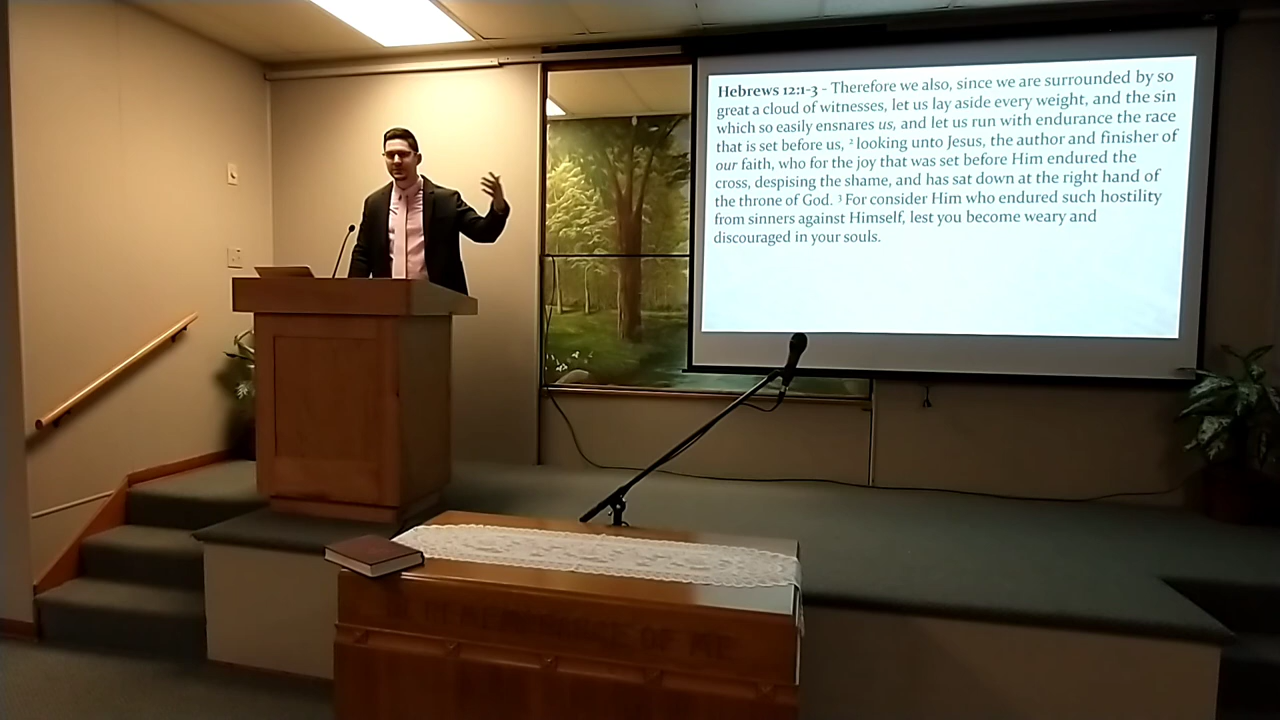 Hebrews 12:1-3 - Therefore we also, since we are surrounded by so
great a cloud of witnesses, let us lay aside every weight, and the sin
which so easily ensnares us, and let us run with endurance the race
that is set before us, ² looking unto Jesus, the author and finisher of
our faith, who for the joy that was set before Him endured the
cross, despising the shame, and has sat down at the right hand of
the throne of God. ³ For consider Him who endured such hostility
from sinners against Himself, lest you become weary and
discouraged in your souls.
REMEMBRANCE OF ME